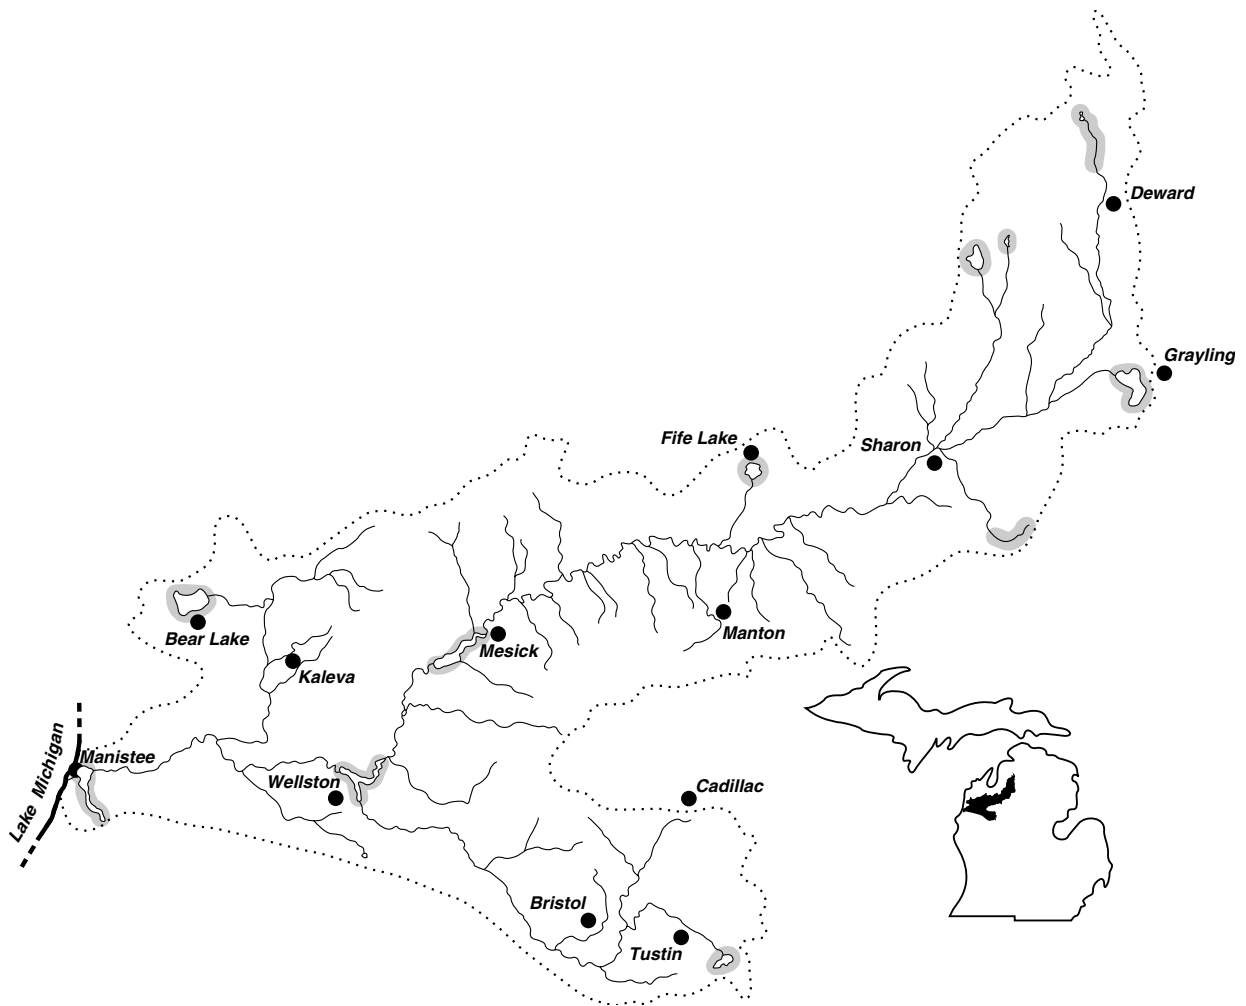 Deward
Grayling
Fife Lake
Sharon
Bear Lake
Kaleva
Mesick
Manton
Lake Michigan
Manistee
Wellston
Cadillac
Bristol
Tustin